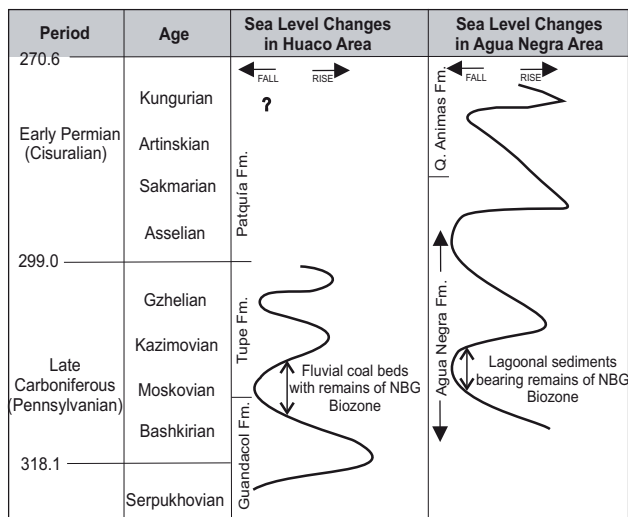 Period
Age
Sea Level Changes
in Huaco Area
Sea Level Changes
in Agua Negra Area
270.6
FALL
RISE
FALL
RISE
Kungurian
?
Early Permian
(Cisuralian)
Artinskian
Sakmarian
Asselian
Patquía Fm.
Q. Animas Fm.
299.0
Gzhelian
Kazimovian
Late
Carboniferous
(Pennsylvanian)
Moskovian
Bashkirian
Tupe Fm.
Fluvial coal beds
with remains of NBG
Biozone
Agua Negra Fm.
Lagoonal sediments
bearing remains of NBG
Biozone
Guandacol Fm.
318.1
Serpukhovian